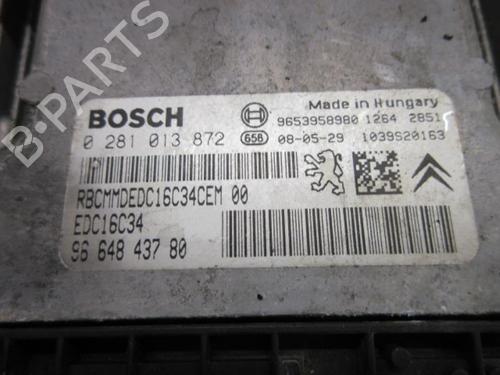 BOSCH
Made in Hungary
9653958980 1264 2851
0 281 013 872 658 08-05-29 1039S20163
RBCMMDEDC16C34CEM 00
EDC16C34
96 648 437 80
B-PARTS